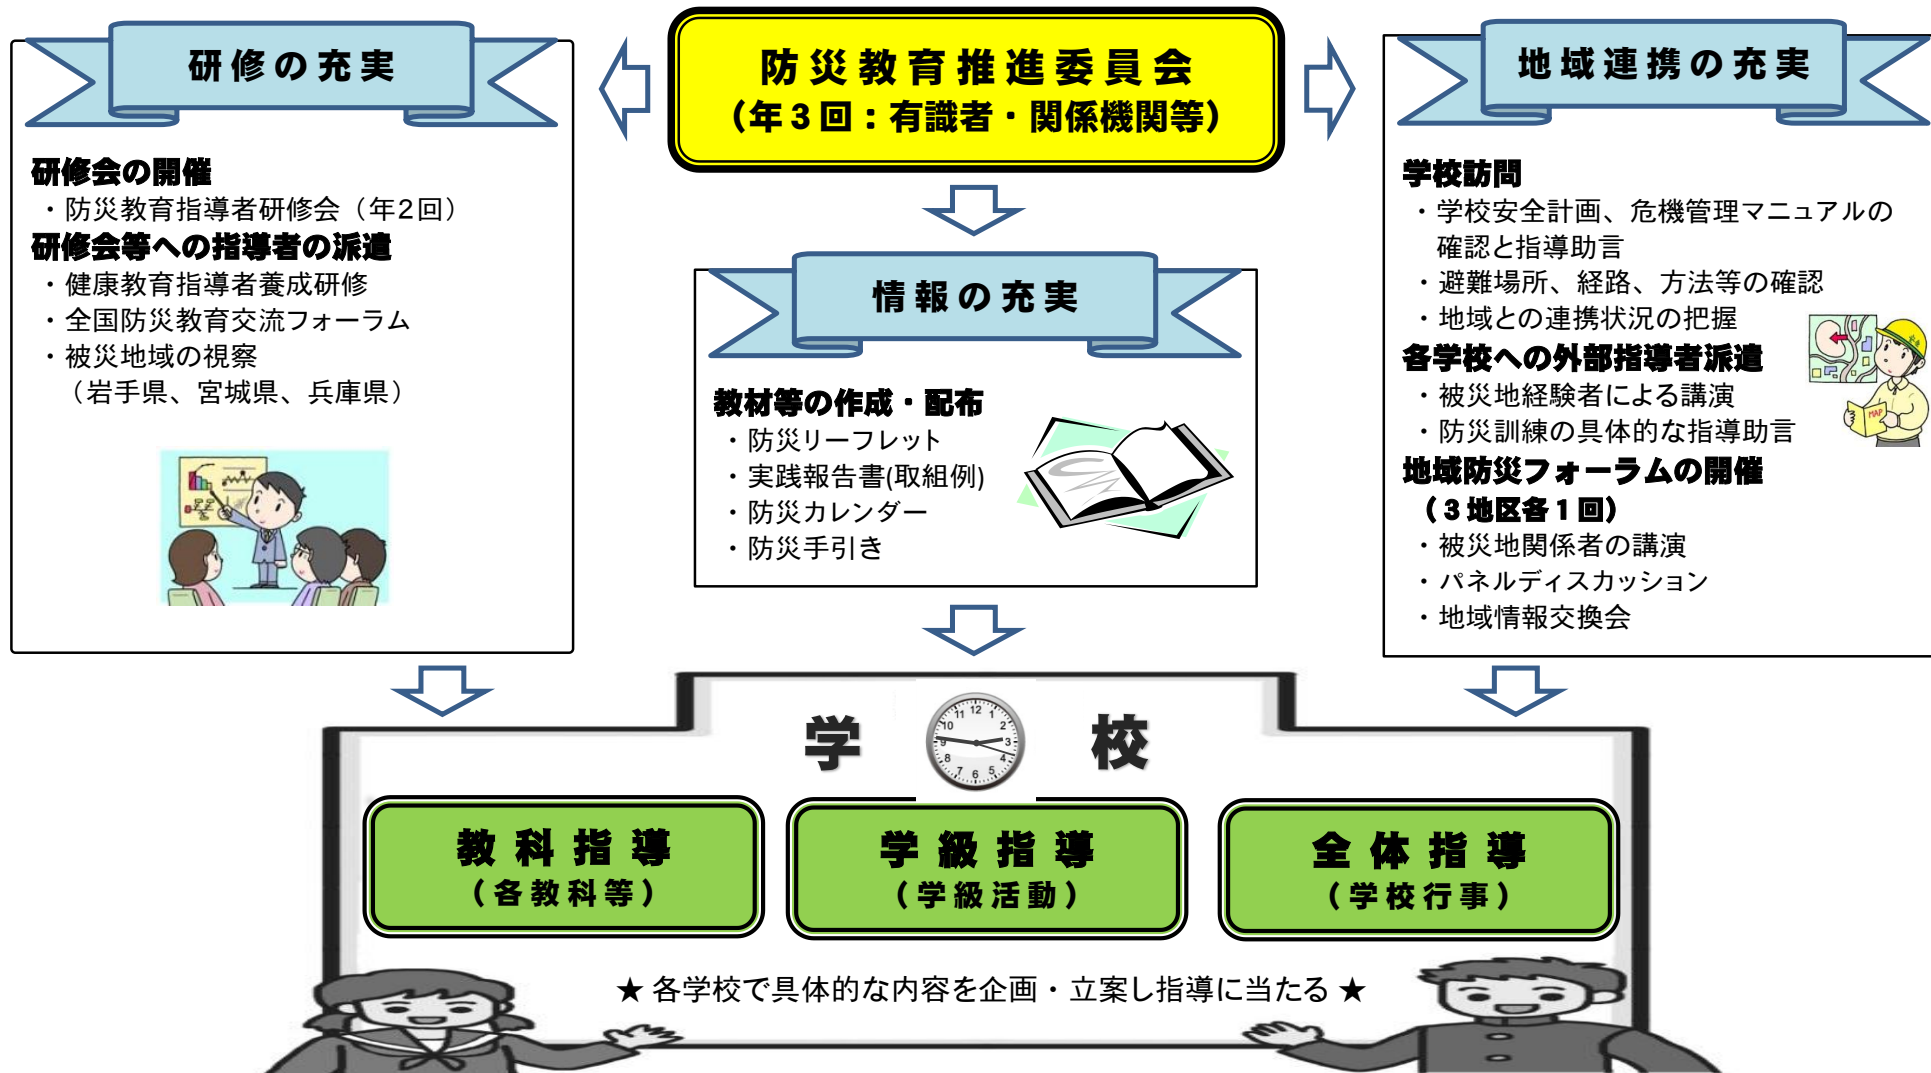 防災教育推進委員会
（年３回：有識者・関係機関等）
研修の充実
研修会の開催
・防災教育指導者研修会（年２回）
研修会等への指導者の派遣
・健康教育指導者養成研修
・全国防災教育交流フォーラム
・被災地域の視察
（岩手県、宮城県、兵庫県）
情報の充実
教材等の作成・配布
・防災リーフレット
・実践報告書(取組例)
・防災カレンダー
・防災手引き
地域連携の充実
学校訪問
・学校安全計画、危機管理マニュアルの
確認と指導助言
・避難場所、経路、方法等の確認
・地域との連携状況の把握
各学校への外部指導者派遣
・被災地経験者による講演
・防災訓練の具体的な指導助言
地域防災フォーラムの開催
（３地区各１回）
・被災地関係者の講演
・パネルディスカッション
・地域情報交換会
MAP
学校
12
1
2
3
4
5
6
7
8
9
10
11
教科指導
（各教科等）
学級指導
（学級活動）
全体指導
（学校行事）
★ 各学校で具体的な内容を企画・立案し指導に当たる ★